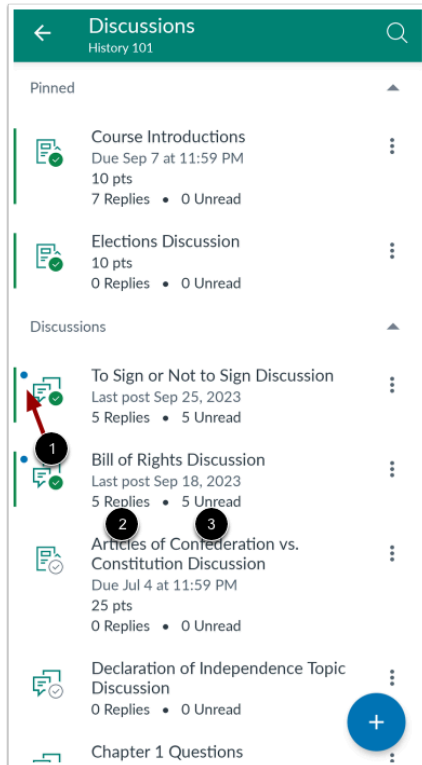 Discussions
History 101
Pinned
Course Introductions
Due Sep 7 at 11:59 PM
10 pts
7 Replies • 0 Unread
Elections Discussion
10 pts
0 Replies • 0 Unread
Discussions
To Sign or Not to Sign Discussion
Last post Sep 25, 2023
5 Replies • 5 Unread
1
Bill of Rights Discussion
Last post Sep 18, 2023
5 Replies • 5 Unread
2 3
Articles of Confederation vs.
Constitution Discussion
Due Jul 4 at 11:59 PM
25 pts
0 Replies • 0 Unread
Declaration of Independence Topic
Discussion
0 Replies • 0 Unread
Chapter 1 Questions